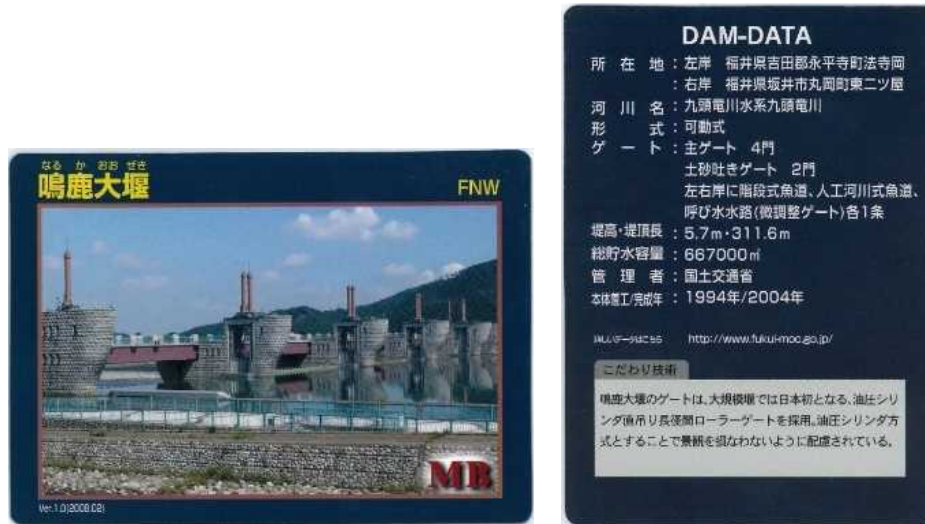 なるかおおぜき
鳴鹿大堰
FNW
MB
Ver.1.0(2008.02)
DAM-DATA
所在地：左岸 福井県吉田郡永平寺町法寺岡
：右岸 福井県坂井市丸岡町東二ツ屋
河川名：九頭竜川水系九頭竜川
形式：可動式
ゲート：主ゲート 4門
土砂吐きゲート 2門
左右岸に階段式魚道、人工河川式魚道、
呼び水水路(微調整ゲート)各1条
堤高・堤頂長：5.7m・311.6m
総貯水容量：667000㎥
管理者：国土交通省
本体着工/完成年：1994年/2004年
詳しいデータはこちら http://www.fukui-moc.go.jp/
こだわり技術
鳴鹿大堰のゲートは、大規模堰では日本初となる、油圧シリ
ンダ直吊り長径間ローラーゲートを採用。油圧シリンダ方
式とすることで景観を損なわないように配慮されている。